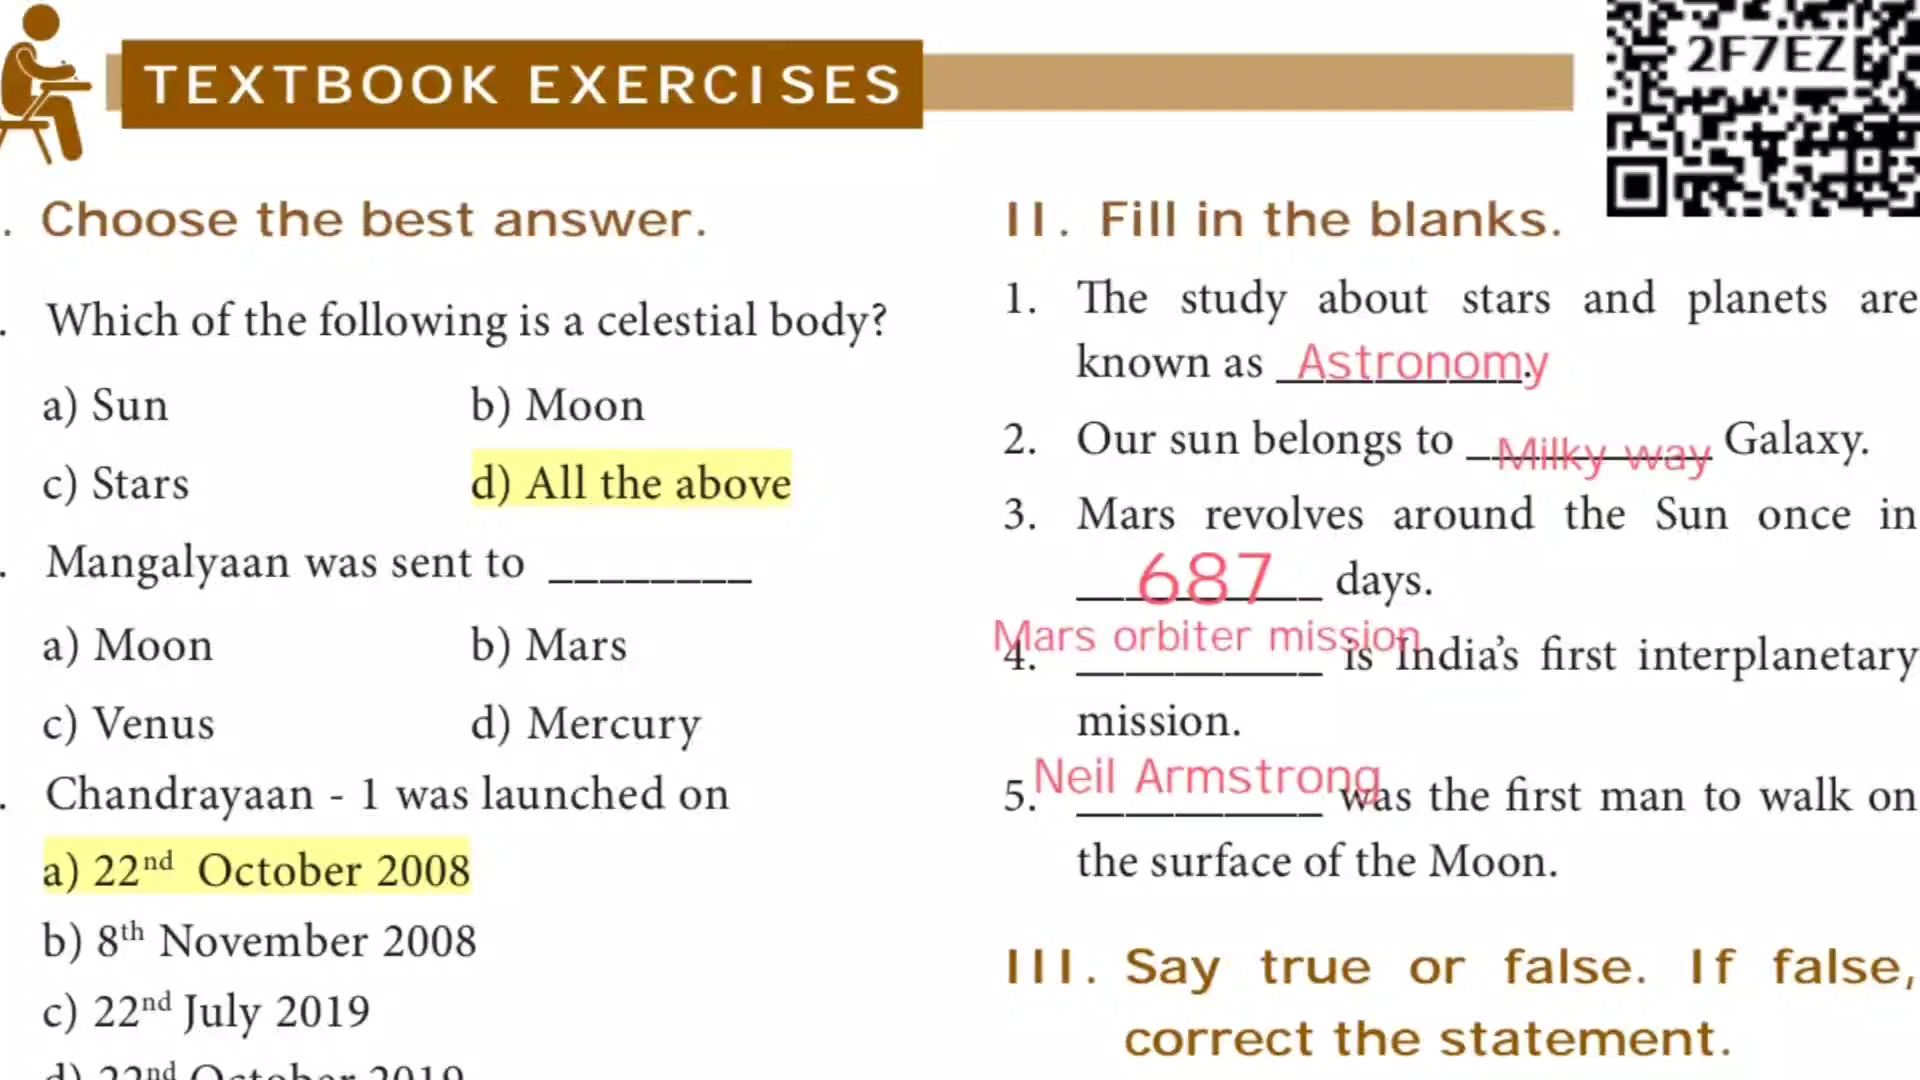 TEXTBOOK EXERCISES
2F7EZ
. Choose the best answer.
. Which of the following is a celestial body?
a) Sun b) Moon
c) Stars d) All the above
. Mangalyaan was sent to ________
a) Moon b) Mars
c) Venus d) Mercury
. Chandrayaan - 1 was launched on
a) 22nd October 2008
b) 8th November 2008
c) 22nd July 2019
d) 22nd October 2019
II. Fill in the blanks.
1. The study about stars and planets are
known as Astronomy.
2. Our sun belongs to Milky way Galaxy.
3. Mars revolves around the Sun once in
687 days.
4. Mars orbiter mission is India's first interplanetary
mission.
5. Neil Armstrong was the first man to walk on
the surface of the Moon.
III. Say true or false. If false,
correct the statement.